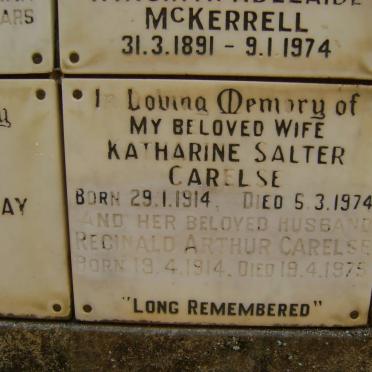 ARS
McKERRELL
31.3.1891 - 9.1.1974
AY
In Loving Memory of
MY BELOVED WIFE
KATHARINE SALTER
CARELSE
BORN 29.1.1914, DIED 5.3.1974
AND HER BELOVED HUSBAND
REGINALD ARTHUR CARELSE
BORN 19.4.1914, DIED 19.4.1975
"LONG REMEMBERED"